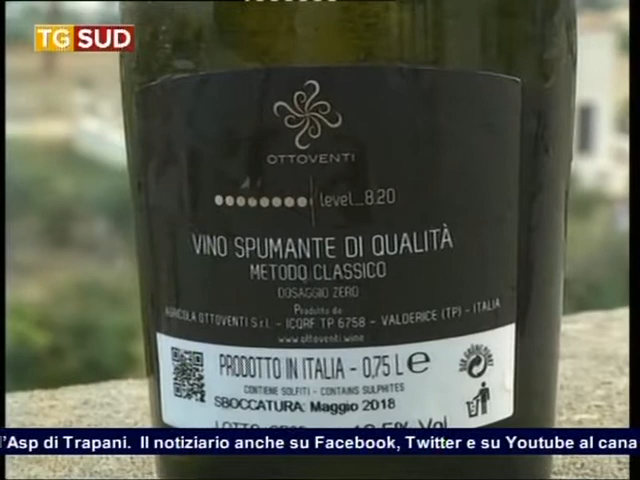 TG SUD
OTTOVENTI
level_8.20
VINO SPUMANTE DI QUALITÀ
METODO CLASSICO
DOSAGGIO ZERO
Prodotto da
AGRICOLA OTTOVENTI S.r.l. - ICQRF TP 6758 - VALDERICE (TP) - ITALIA
www.ottoventi.wine
PRODOTTO IN ITALIA - 0,75 L e
CONTIENE SOLFITI - CONTAINS SULPHITES
SBOCCATURA: Maggio 2018
Vol
l'Asp di Trapani. Il notiziario anche su Facebook, Twitter e su Youtube al cana